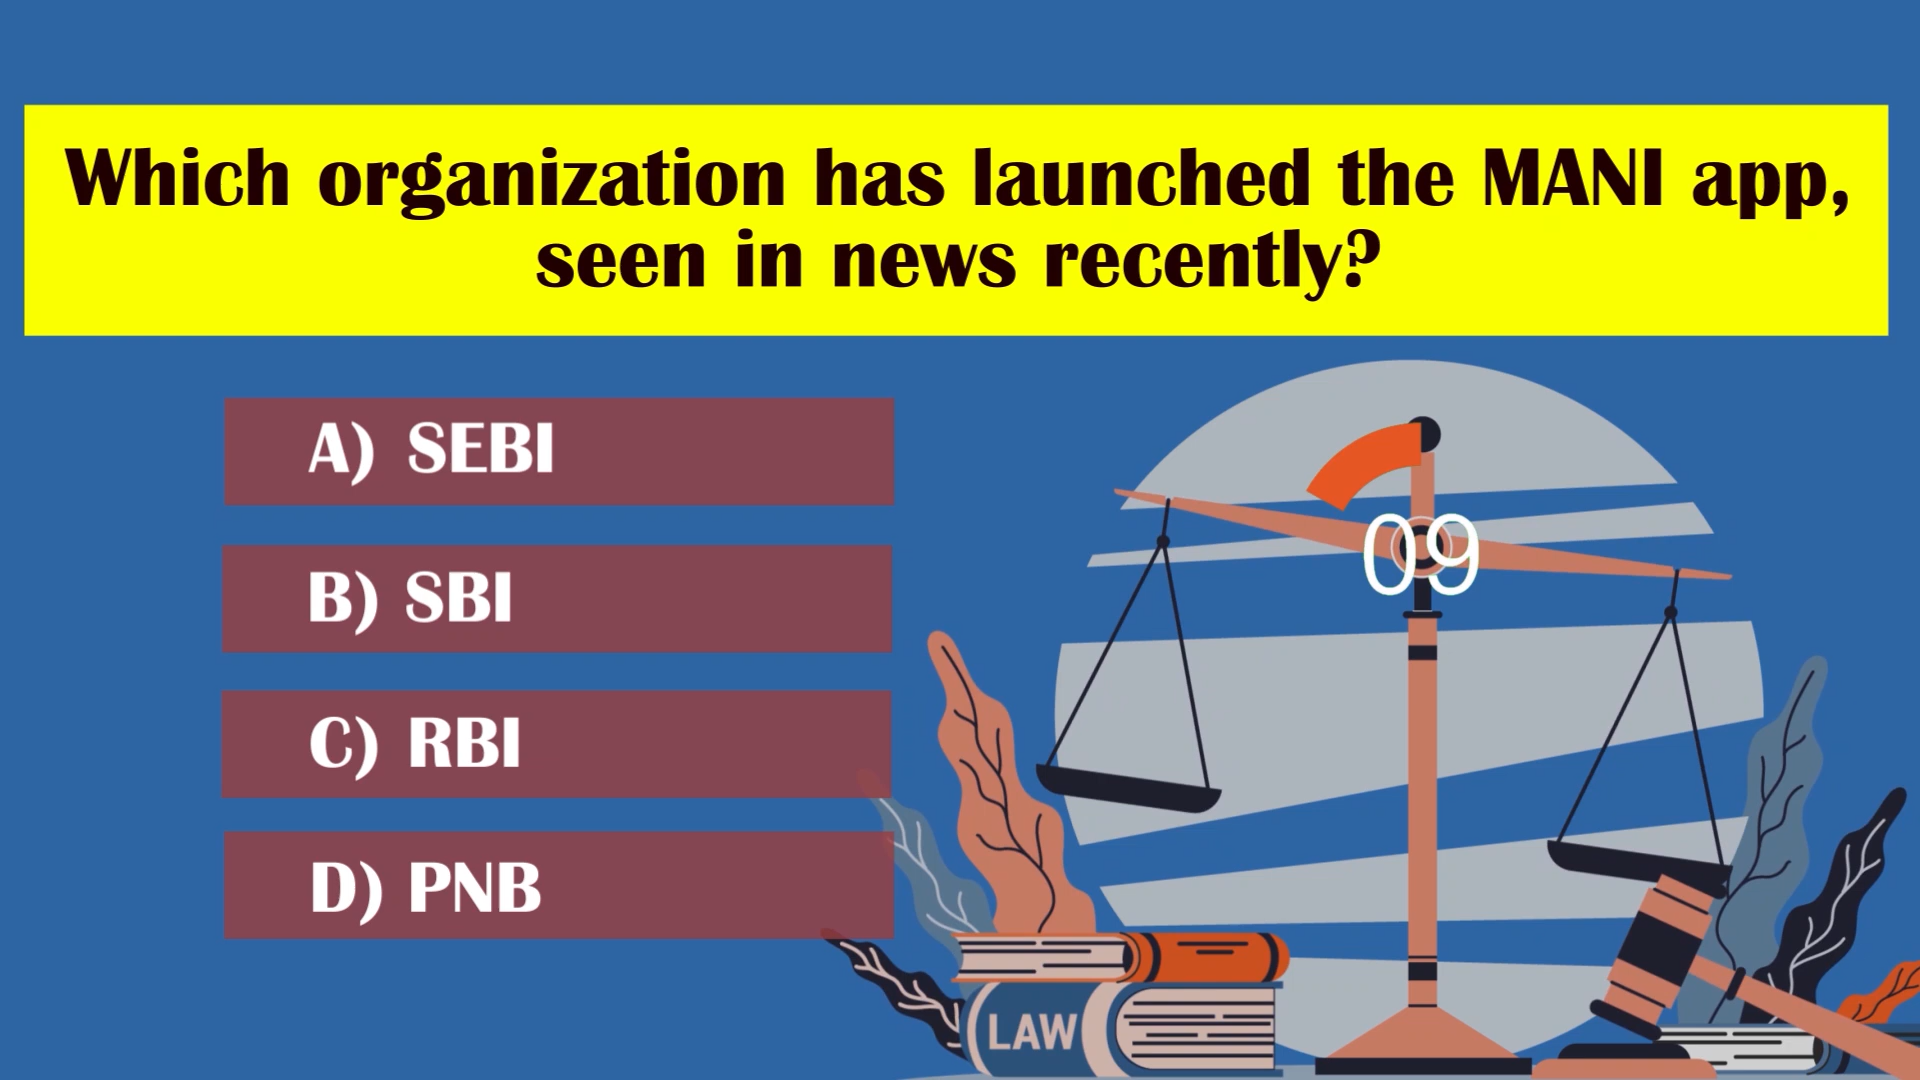 Which organization has launched the MANI app,
seen in news recently?
A) SEBI
B) SBI
C) RBI
D) PNB
09
LAW